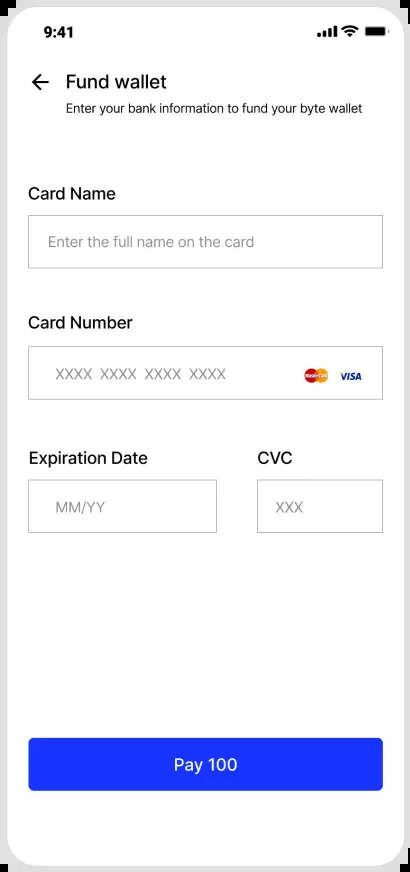 9:41
Fund wallet
Enter your bank information to fund your byte wallet
Card Name
Enter the full name on the card
Card Number
XXXX XXXX XXXX XXXX MasterCard VISA
Expiration Date CVC
MM/YY XXX
Pay 100